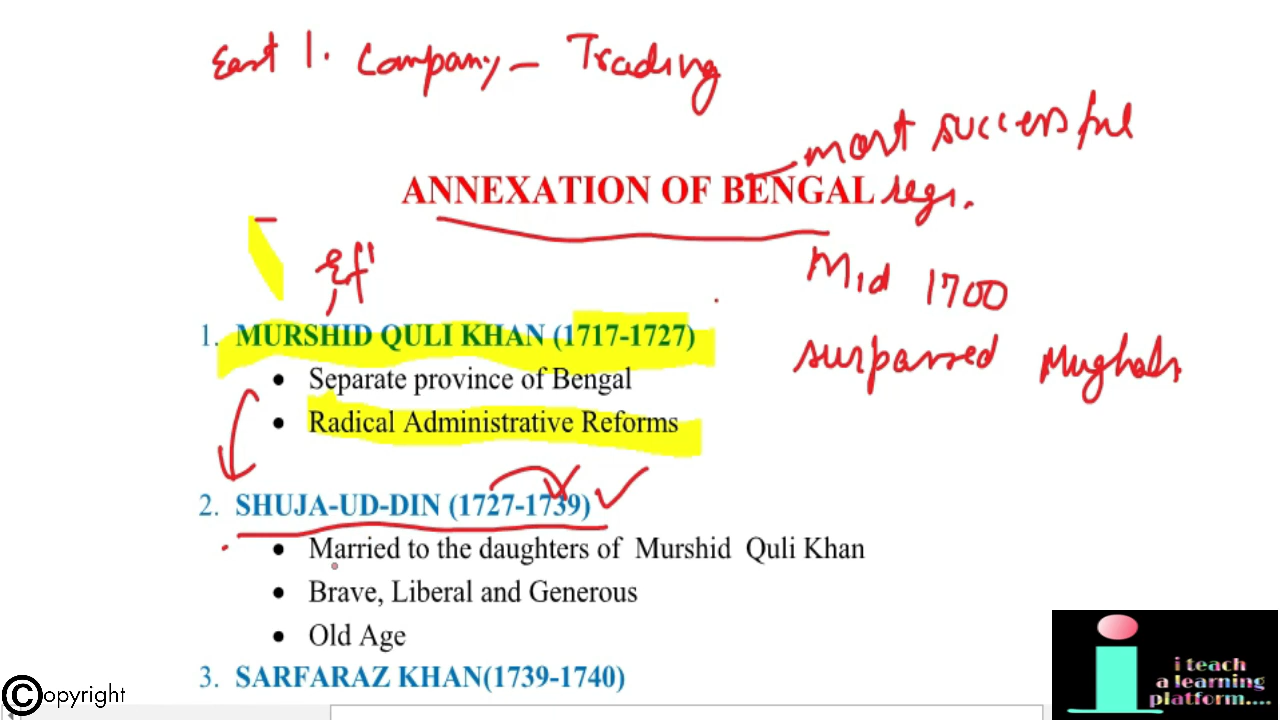 East I. Company - Trading
most successful
ANNEXATION OF BENGAL
Mid 1700
surpassed Mughals
1. MURSHID QULI KHAN (1717-1727)
• Separate province of Bengal
• Radical Administrative Reforms
2. SHUJA-UD-DIN (1727-1739)
• Married to the daughters of Murshid Quli Khan
• Brave, Liberal and Generous
• Old Age
3. SARFARAZ KHAN(1739-1740)
©opyright
i teach
a learning
platform....